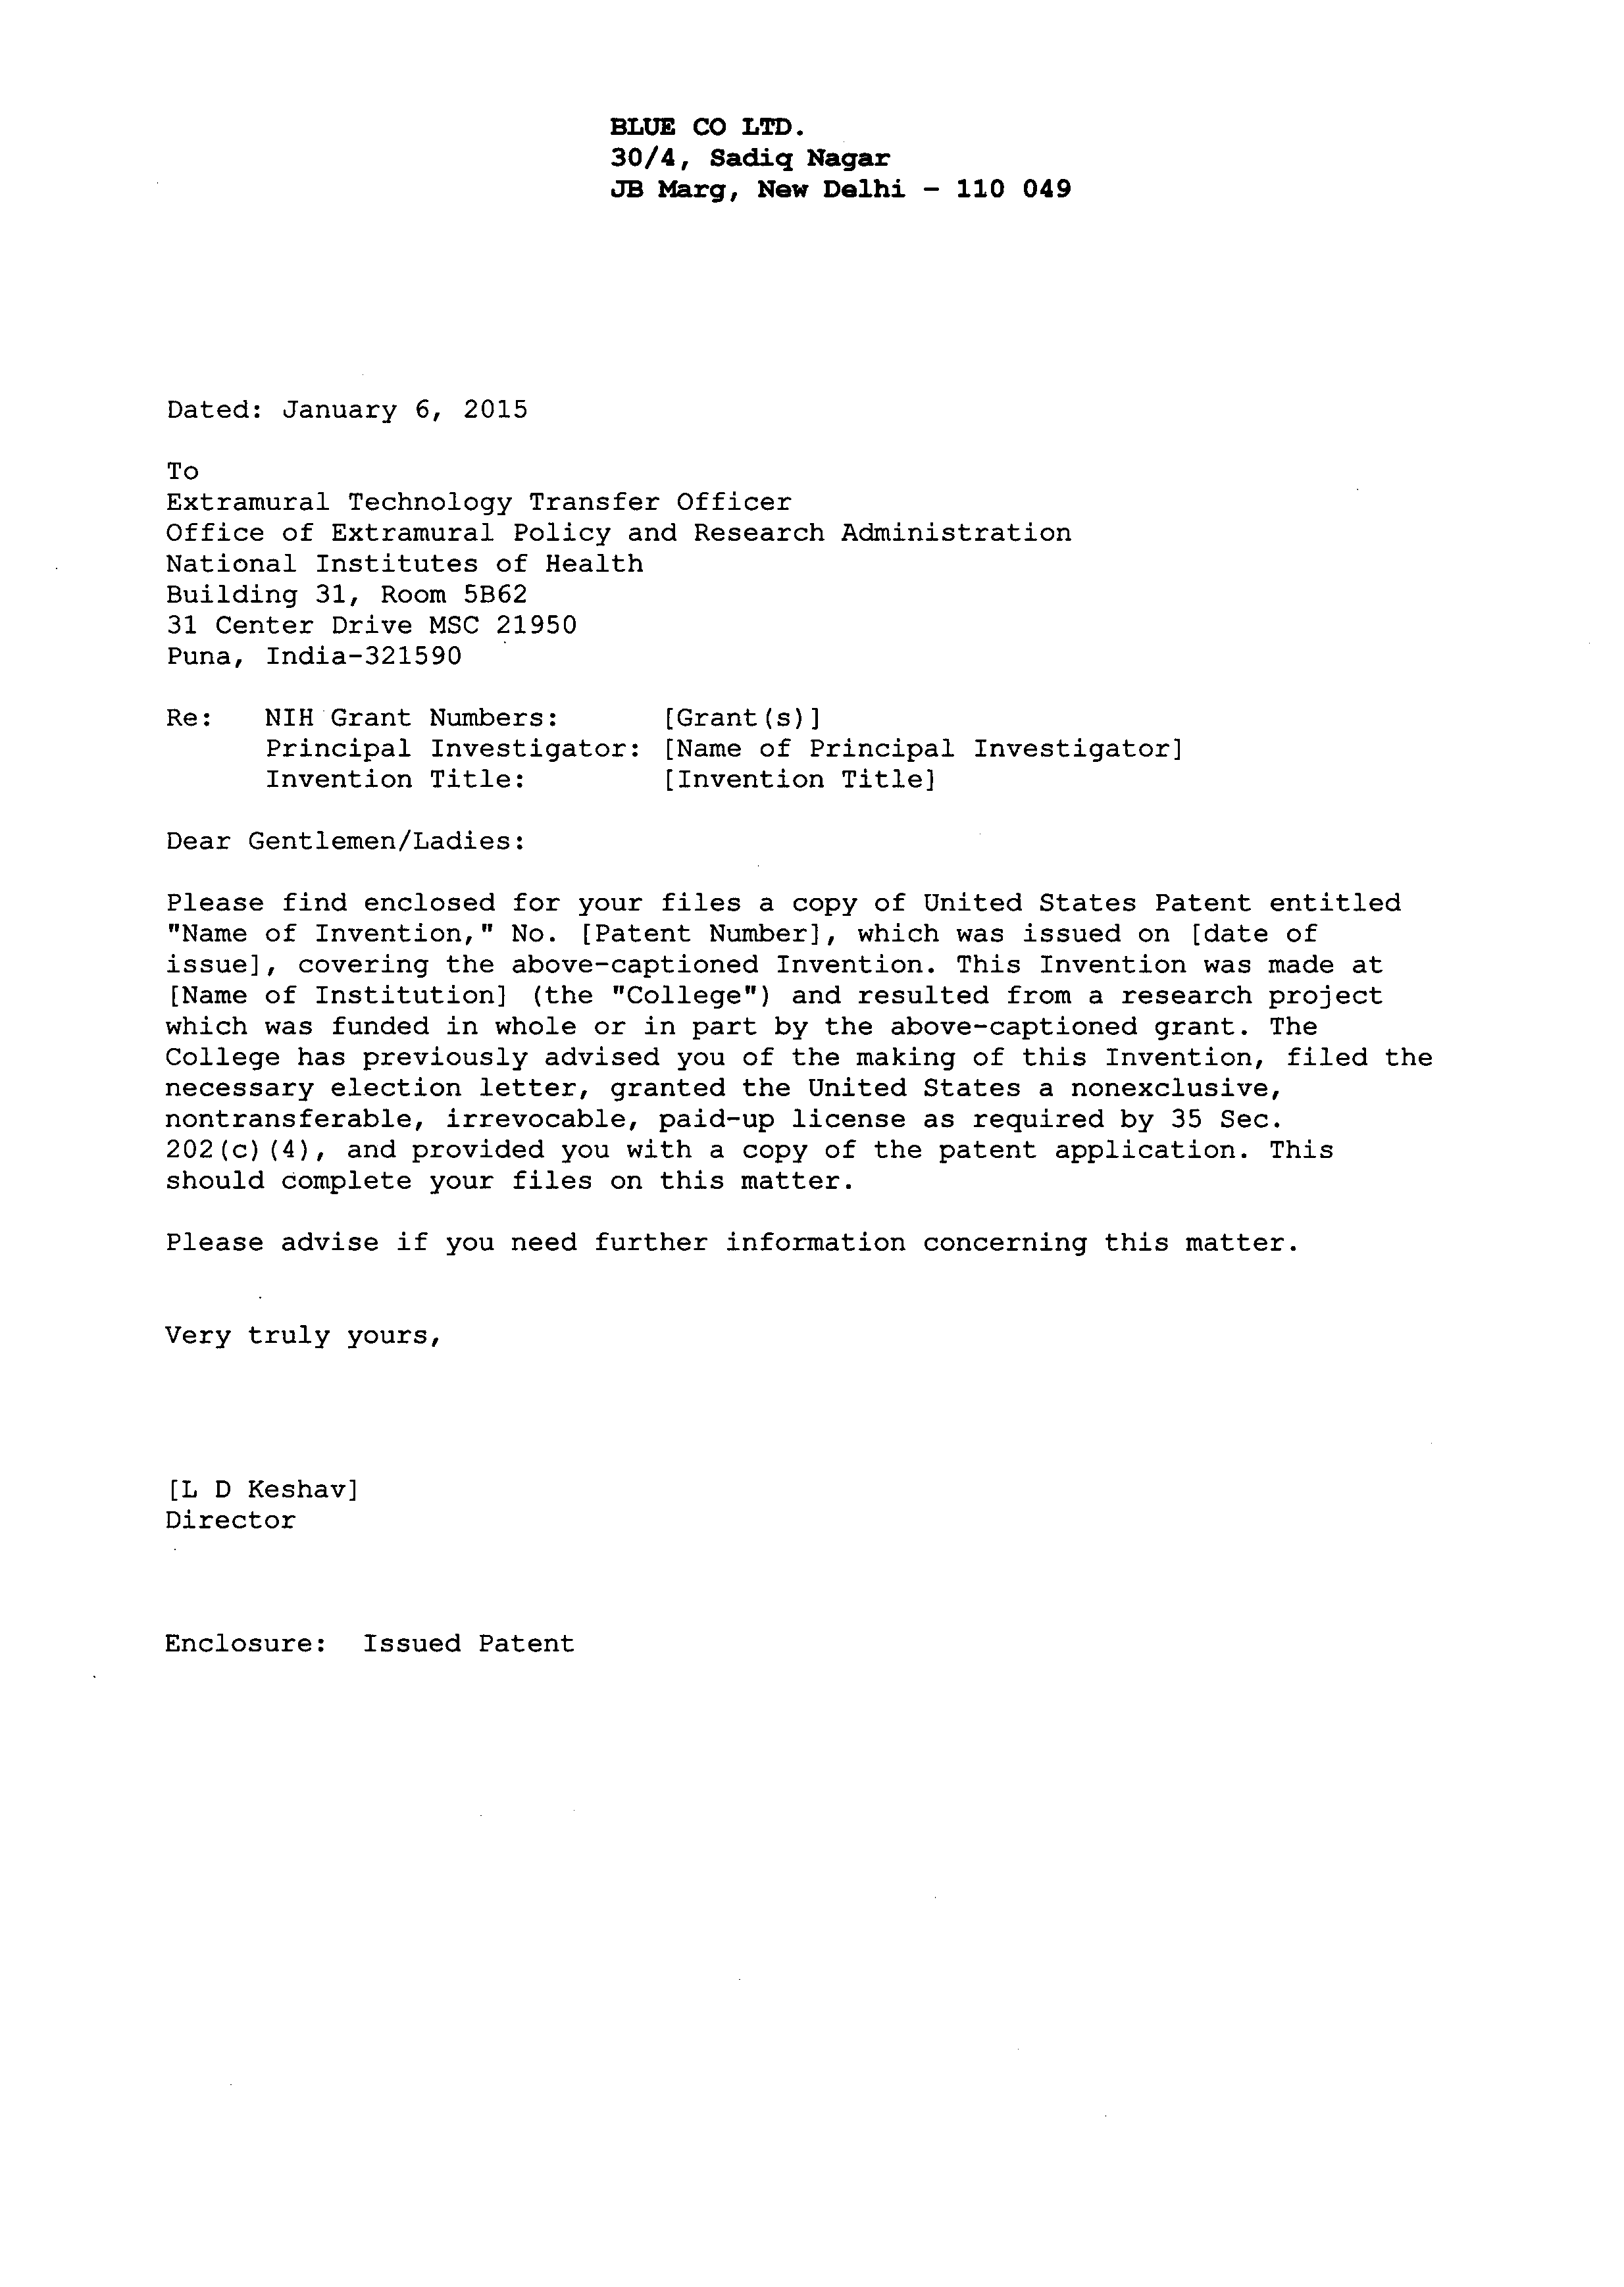 BLUE CO LTD.
30/4, Sadiq Nagar
JB Marg, New Delhi - 110 049
Dated: January 6, 2015
To
Extramural Technology Transfer Officer
Office of Extramural Policy and Research Administration
National Institutes of Health
Building 31, Room 5B62
31 Center Drive MSC 21950
Puna, India-321590
Re: NIH Grant Numbers: [Grant(s)]
Principal Investigator: [Name of Principal Investigator]
Invention Title: [Invention Title]
Dear Gentlemen/Ladies:
Please find enclosed for your files a copy of United States Patent entitled
"Name of Invention," No. [Patent Number], which was issued on [date of
issue], covering the above-captioned Invention. This Invention was made at
[Name of Institution] (the "College") and resulted from a research project
which was funded in whole or in part by the above-captioned grant. The
College has previously advised you of the making of this Invention, filed the
necessary election letter, granted the United States a nonexclusive,
nontransferable, irrevocable, paid-up license as required by 35 Sec.
202(c)(4), and provided you with a copy of the patent application. This
should complete your files on this matter.
Please advise if you need further information concerning this matter.
Very truly yours,
[L D Keshav]
Director
Enclosure: Issued Patent